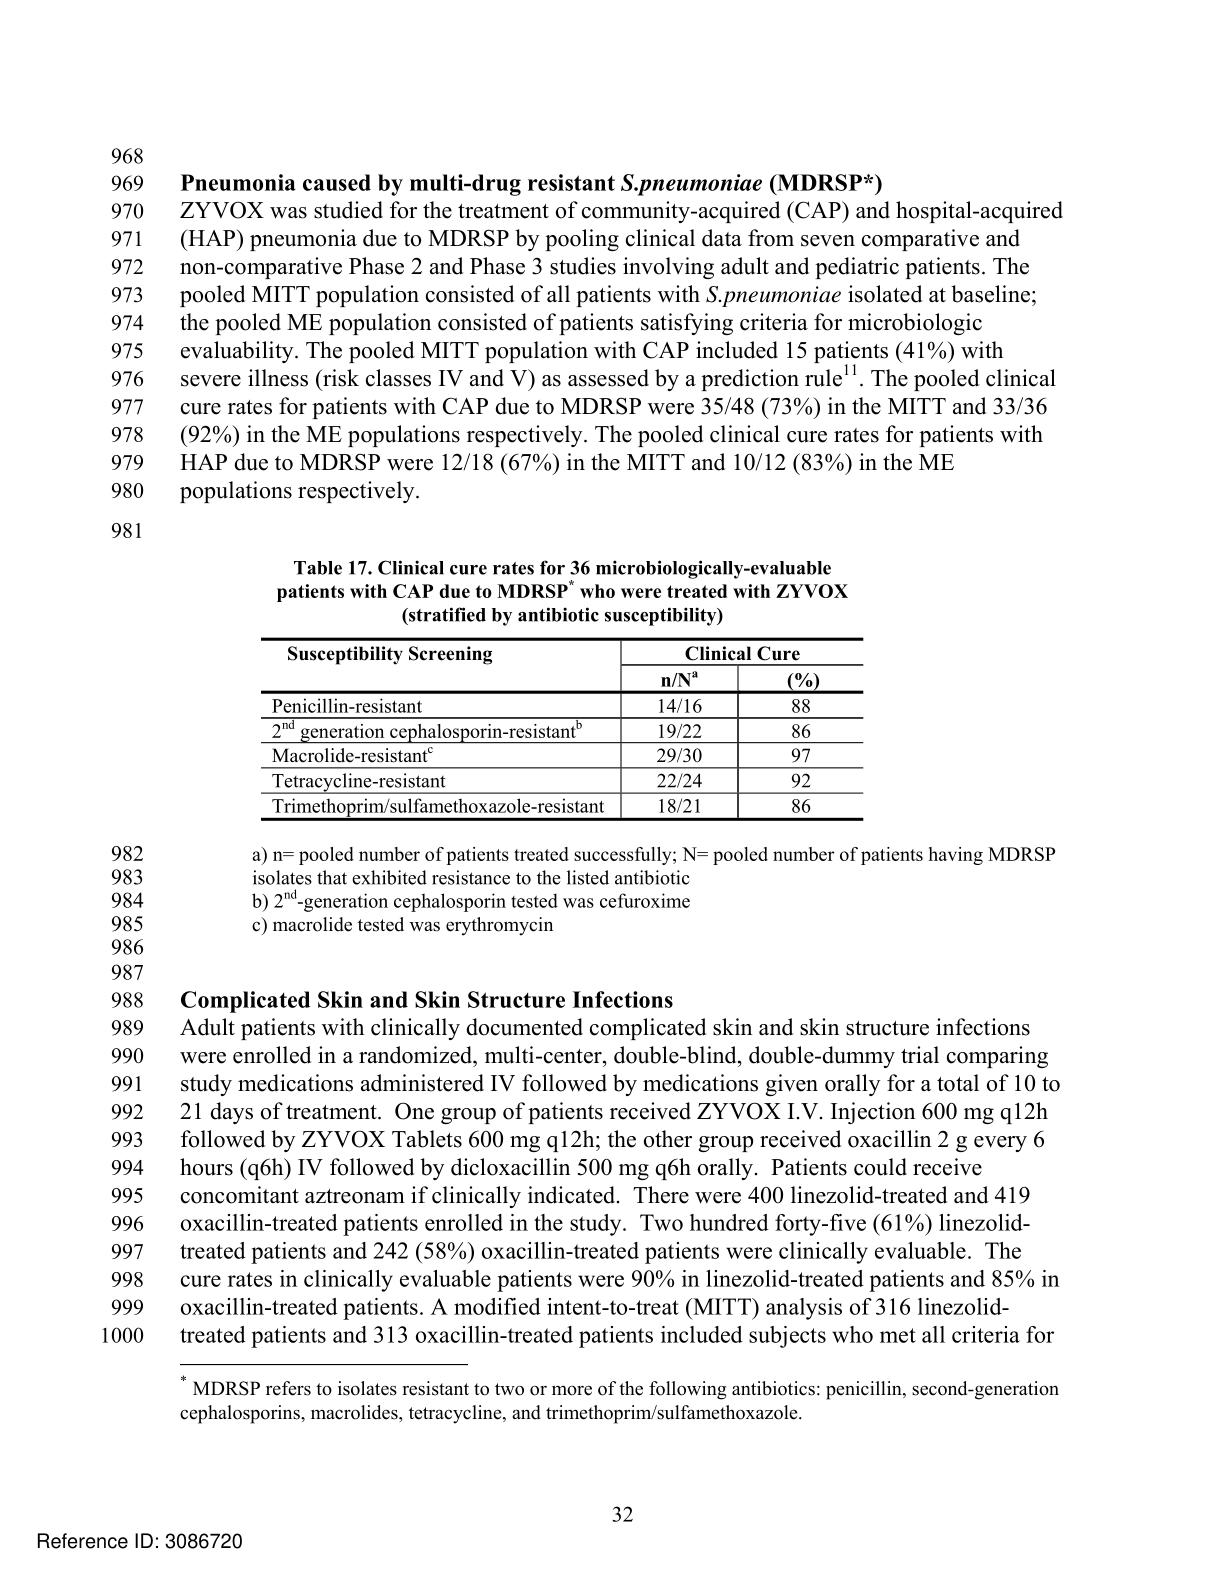 968
969 Pneumonia caused by multi-drug resistant S.pneumoniae (MDRSP*)
970 ZYVOX was studied for the treatment of community-acquired (CAP) and hospital-acquired
971 (HAP) pneumonia due to MDRSP by pooling clinical data from seven comparative and
972 non-comparative Phase 2 and Phase 3 studies involving adult and pediatric patients. The
973 pooled MITT population consisted of all patients with S.pneumoniae isolated at baseline;
974 the pooled ME population consisted of patients satisfying criteria for microbiologic
975 evaluability. The pooled MITT population with CAP included 15 patients (41%) with
976 severe illness (risk classes IV and V) as assessed by a prediction rule11. The pooled clinical
977 cure rates for patients with CAP due to MDRSP were 35/48 (73%) in the MITT and 33/36
978 (92%) in the ME populations respectively. The pooled clinical cure rates for patients with
979 HAP due to MDRSP were 12/18 (67%) in the MITT and 10/12 (83%) in the ME
980 populations respectively.
981
Table 17. Clinical cure rates for 36 microbiologically-evaluable
patients with CAP due to MDRSP* who were treated with ZYVOX
(stratified by antibiotic susceptibility)
Susceptibility Screening Clinical Cure
n/Na (%)
Penicillin-resistant 14/16 88
2nd generation cephalosporin-resistantb 19/22 86
Macrolide-resistantc 29/30 97
Tetracycline-resistant 22/24 92
Trimethoprim/sulfamethoxazole-resistant 18/21 86
982 a) n= pooled number of patients treated successfully; N= pooled number of patients having MDRSP
983 isolates that exhibited resistance to the listed antibiotic
984 b) 2nd-generation cephalosporin tested was cefuroxime
985 c) macrolide tested was erythromycin
986
987
988 Complicated Skin and Skin Structure Infections
989 Adult patients with clinically documented complicated skin and skin structure infections
990 were enrolled in a randomized, multi-center, double-blind, double-dummy trial comparing
991 study medications administered IV followed by medications given orally for a total of 10 to
992 21 days of treatment. One group of patients received ZYVOX I.V. Injection 600 mg q12h
993 followed by ZYVOX Tablets 600 mg q12h; the other group received oxacillin 2 g every 6
994 hours (q6h) IV followed by dicloxacillin 500 mg q6h orally. Patients could receive
995 concomitant aztreonam if clinically indicated. There were 400 linezolid-treated and 419
996 oxacillin-treated patients enrolled in the study. Two hundred forty-five (61%) linezolid-
997 treated patients and 242 (58%) oxacillin-treated patients were clinically evaluable. The
998 cure rates in clinically evaluable patients were 90% in linezolid-treated patients and 85% in
999 oxacillin-treated patients. A modified intent-to-treat (MITT) analysis of 316 linezolid-
1000 treated patients and 313 oxacillin-treated patients included subjects who met all criteria for
* MDRSP refers to isolates resistant to two or more of the following antibiotics: penicillin, second-generation
cephalosporins, macrolides, tetracycline, and trimethoprim/sulfamethoxazole.
32
Reference ID: 3086720